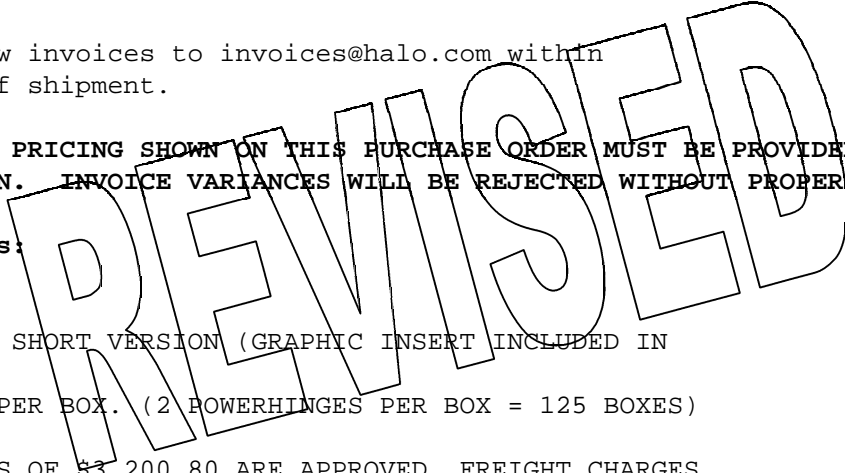 w invoices to invoices@halo.com within
f shipment.
PRICING SHOWN ON THIS PURCHASE ORDER MUST BE PROVIDE
N. INVOICE VARIANCES WILL BE REJECTED WITHOUT PROPER
s:
SHORT VERSION (GRAPHIC INSERT INCLUDED IN
PER BOX. (2 POWERHINGES PER BOX = 125 BOXES)
S OF $3,200.80 ARE APPROVED. FREIGHT CHARGES
REVISED